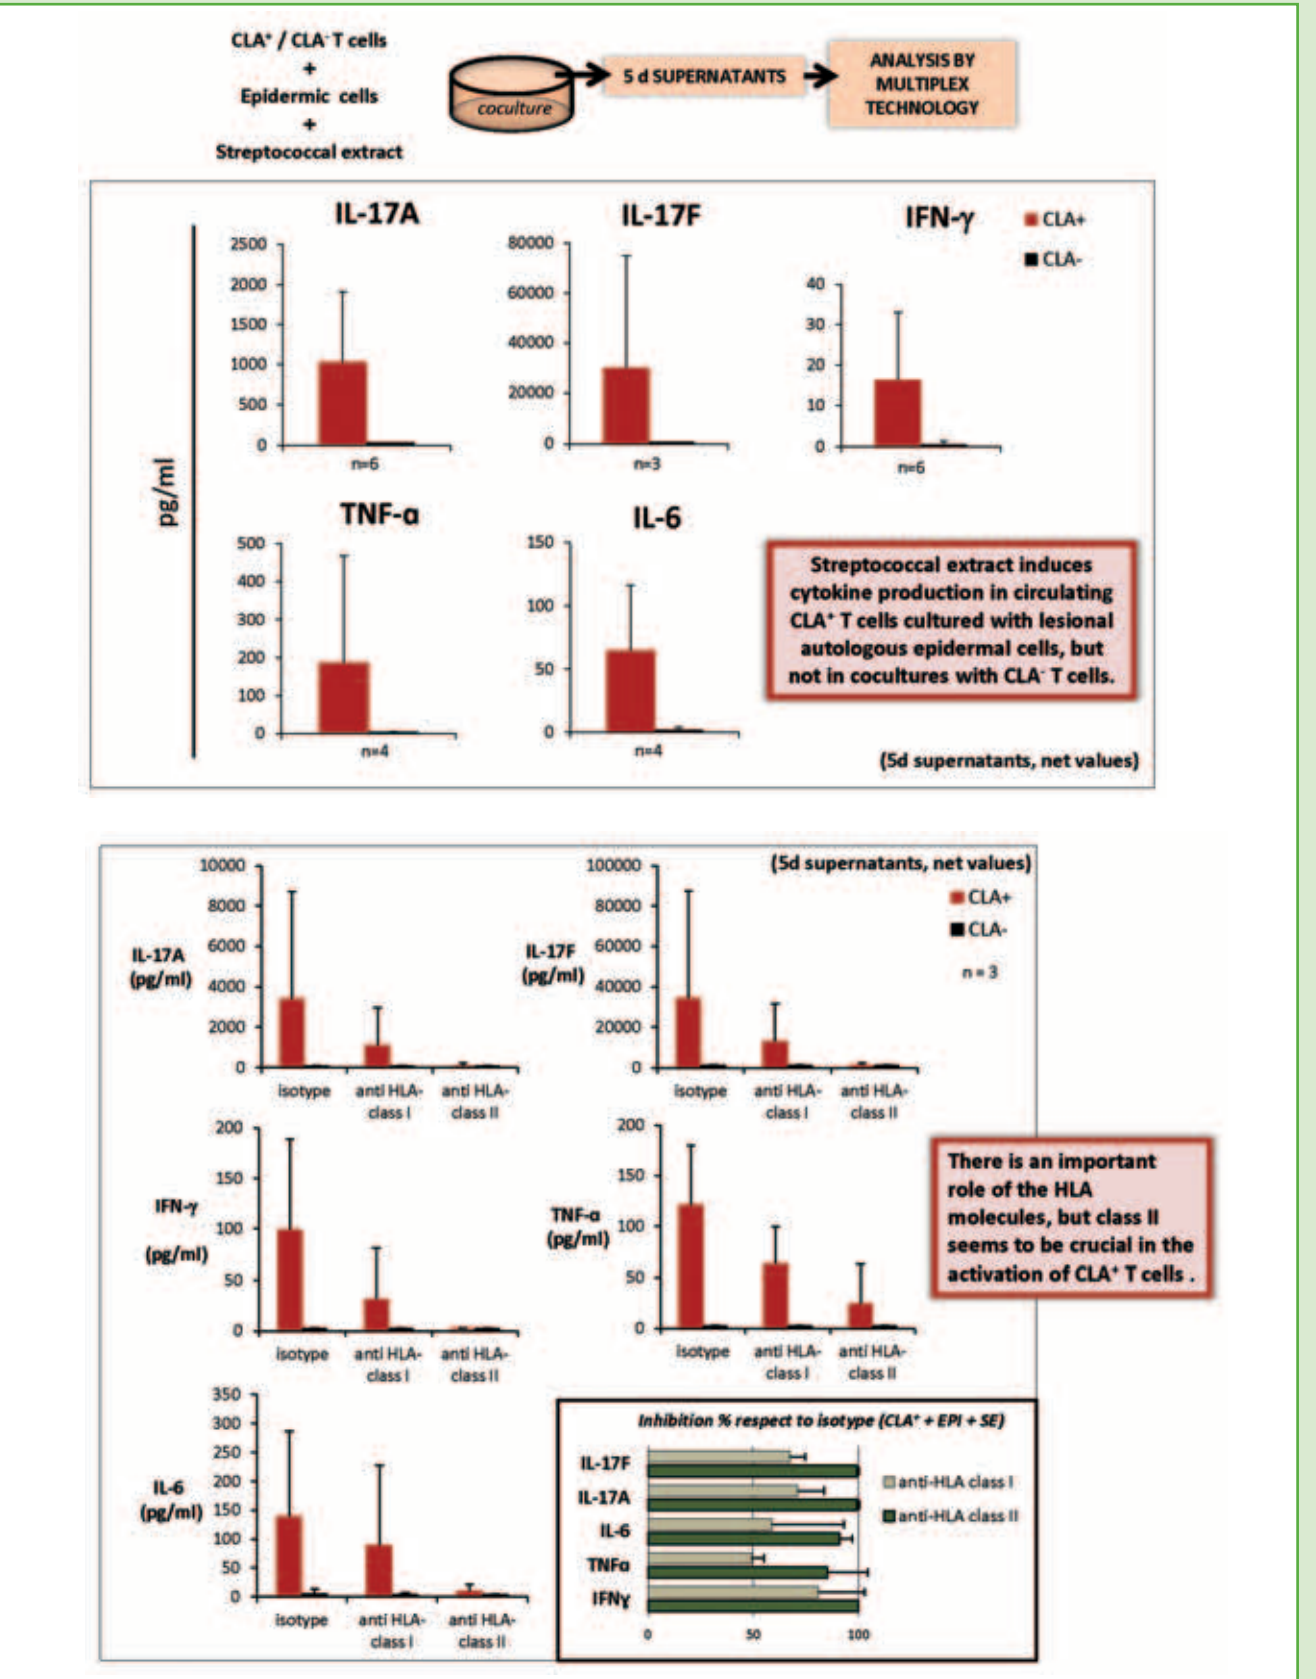 CLA⁺ / CLA⁻ T cells
+
Epidermic cells
+
Streptococcal extract
coculture
5 d SUPERNATANTS
ANALYSIS BY
MULTIPLEX
TECHNOLOGY
pg/ml
IL-17A
2500
2000
1500
1000
500
0
n=6
IL-17F
80000
60000
40000
20000
0
n=3
IFN-γ
40
30
20
10
0
n=6
CLA+
CLA-
TNF-α
500
400
300
200
100
0
n=4
IL-6
150
100
50
0
n=4
Streptococcal extract induces
cytokine production in circulating
CLA⁺ T cells cultured with lesional
autologous epidermal cells, but
not in cocultures with CLA⁻ T cells.
(5d supernatants, net values)
IL-17A
(pg/ml)
10000
8000
6000
4000
2000
0
isotype
anti HLA-
class I
anti HLA-
class II
IL-17F
(pg/ml)
100000
80000
60000
40000
20000
0
isotype
anti HLA-
class I
anti HLA-
class II
(5d supernatants, net values)
CLA+
CLA-
n = 3
IFN-γ
(pg/ml)
200
150
100
50
0
isotype
anti HLA-
class I
anti HLA-
class II
TNF-α
(pg/ml)
200
150
100
50
0
isotype
anti HLA-
class I
anti HLA-
class II
There is an important
role of the HLA
molecules, but class II
seems to be crucial in the
activation of CLA⁺ T cells .
IL-6
(pg/ml)
350
300
250
200
150
100
50
0
isotype
anti HLA-
class I
anti HLA-
class II
Inhibition % respect to isotype (CLA⁺ + EPI + SE)
IL-17F
IL-17A
IL-6
TNFα
IFNγ
0
50
100
anti-HLA class I
anti-HLA class II